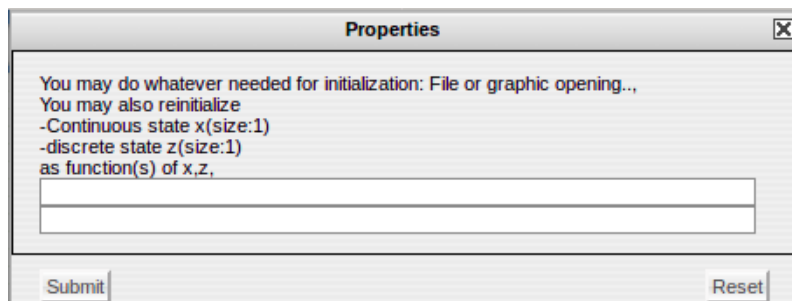 Properties
You may do whatever needed for initialization: File or graphic opening..,
You may also reinitialize
-Continuous state x(size:1)
-discrete state z(size:1)
as function(s) of x,z,
Submit
Reset